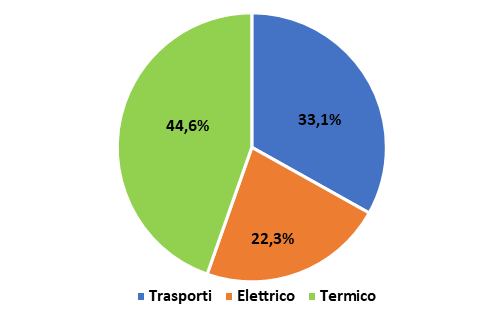 33,1%
44,6%
22,3%
Trasporti Elettrico Termico